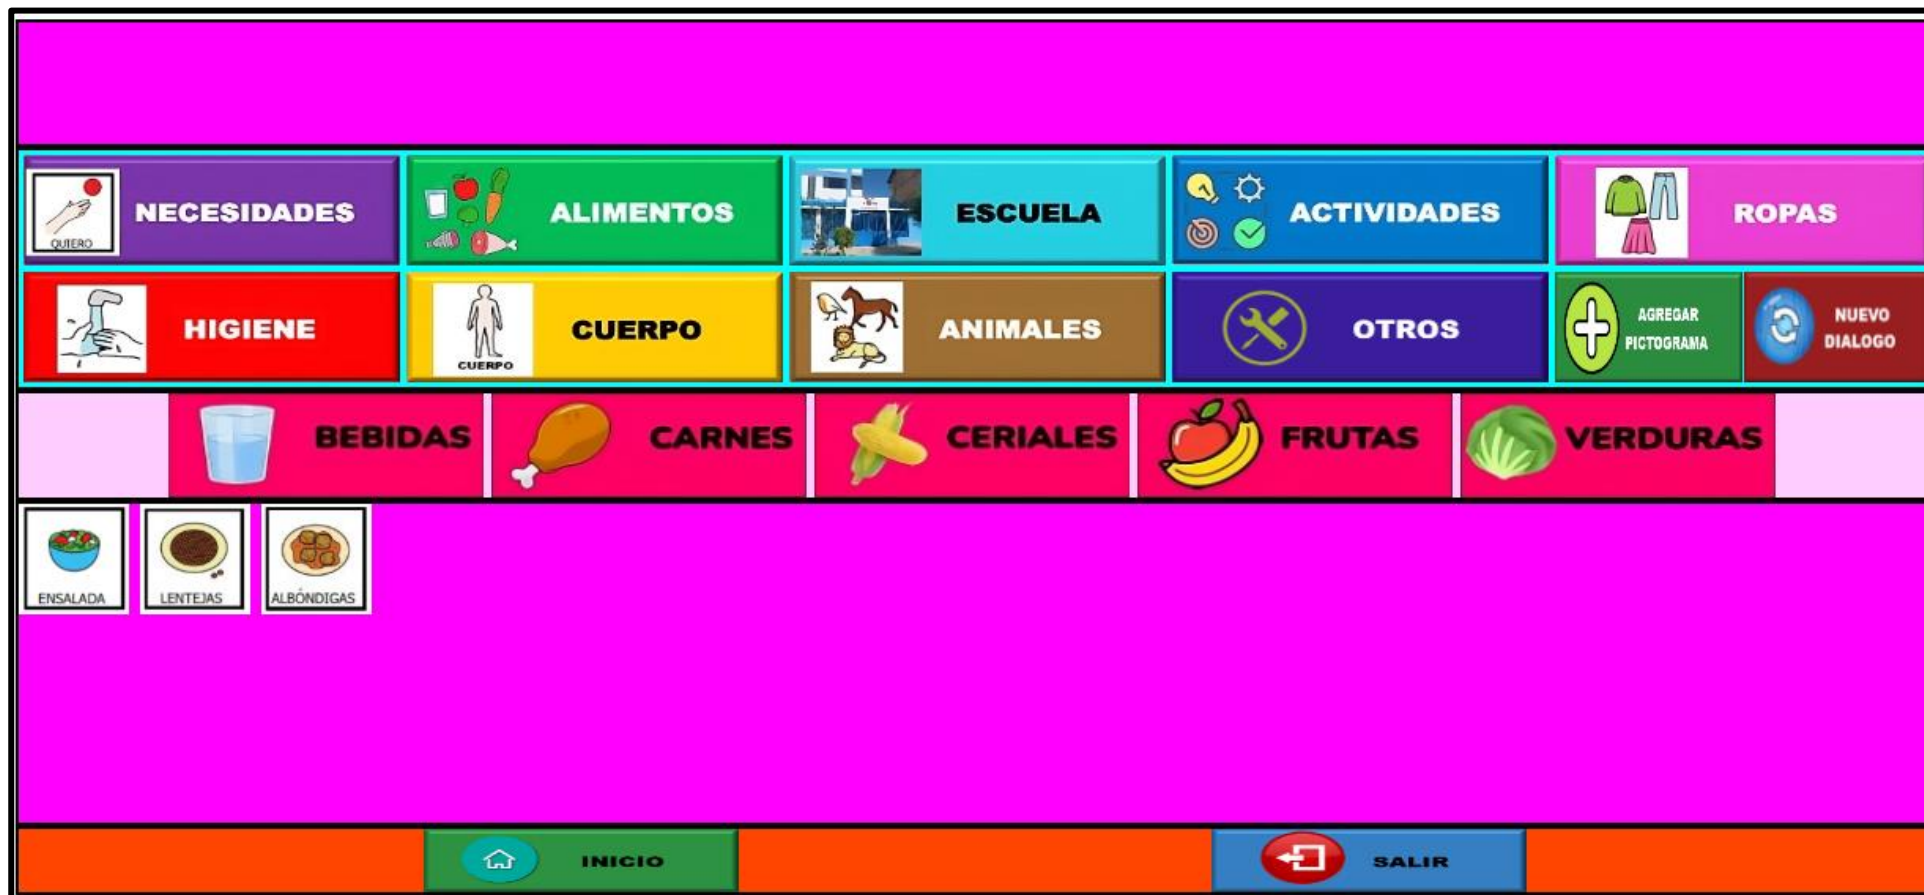 QUIERO
NECESIDADES
ALIMENTOS
ESCUELA
ACTIVIDADES
ROPAS
HIGIENE
CUERPO
CUERPO
ANIMALES
OTROS
AGREGAR
PICTOGRAMA
NUEVO
DIALOGO
BEBIDAS
CARNES
CERIALES
FRUTAS
VERDURAS
ENSALADA
LENTEJAS
ALBÓNDIGAS
INICIO
SALIR